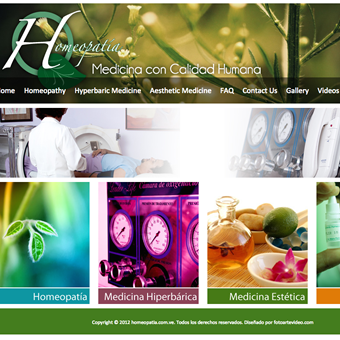 Homeopatía
Medicina con Calidad Humana
ome Homeopathy Hyperbaric Medicine Aesthetic Medicine FAQ Contact Us Gallery Videos
Homeopatía
Medicina Hiperbárica
Medicina Estética
Copyright © 2012 homeopatia.com.ve. Todos los derechos reservados. Diseñado por fotoartevideo.com